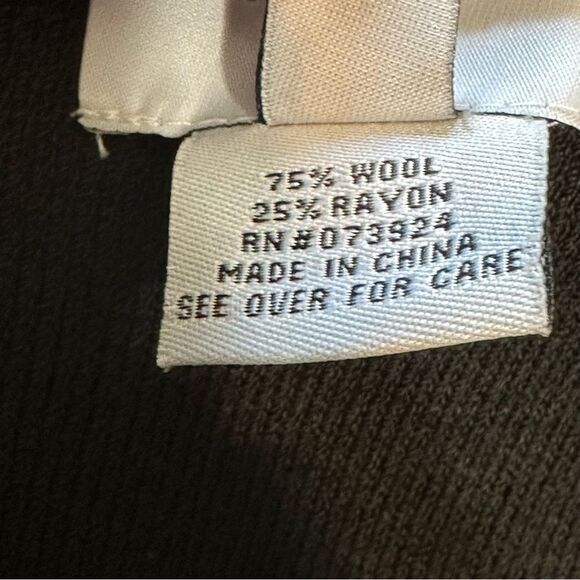 75% WOOL
25% RAYON
RN#073924
MADE IN CHINA
SEE OVER FOR CARE